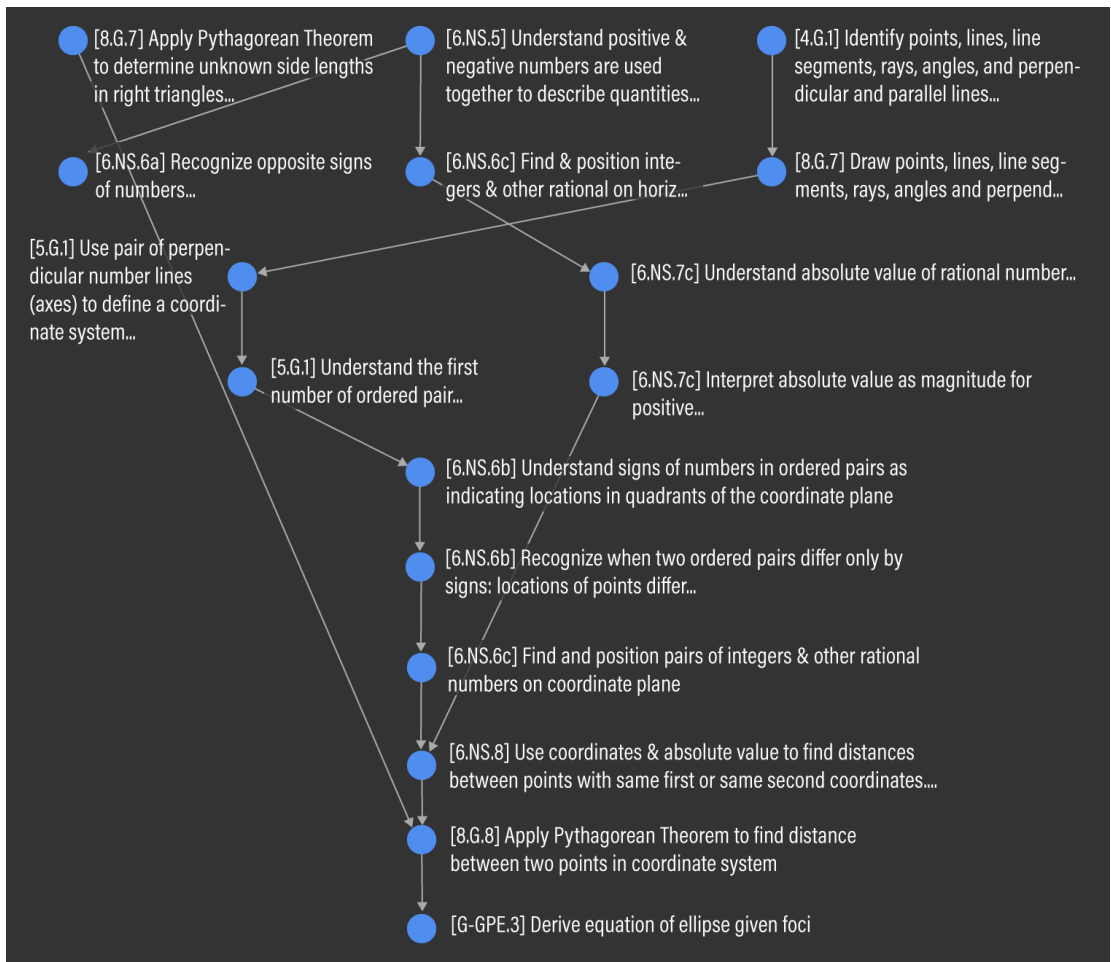 [8.G.7] Apply Pythagorean Theorem
to determine unknown side lengths
in right triangles...
[6.NS.5] Understand positive &
negative numbers are used
together to describe quantities...
[4.G.1] Identify points, lines, line
segments, rays, angles, and perpen-
dicular and parallel lines...
[6.NS.6a] Recognize opposite signs
of numbers...
[6.NS.6c] Find & position inte-
gers & other rational on horiz...
[8.G.7] Draw points, lines, line seg-
ments, rays, angles and perpend...
[5.G.1] Use pair of perpen-
dicular number lines
(axes) to define a coordi-
nate system...
[6.NS.7c] Understand absolute value of rational number...
[5.G.1] Understand the first
number of ordered pair...
[6.NS.7c] Interpret absolute value as magnitude for
positive...
[6.NS.6b] Understand signs of numbers in ordered pairs as
indicating locations in quadrants of the coordinate plane
[6.NS.6b] Recognize when two ordered pairs differ only by
signs: locations of points differ...
[6.NS.6c] Find and position pairs of integers & other rational
numbers on coordinate plane
[6.NS.8] Use coordinates & absolute value to find distances
between points with same first or same second coordinates....
[8.G.8] Apply Pythagorean Theorem to find distance
between two points in coordinate system
[G-GPE.3] Derive equation of ellipse given foci